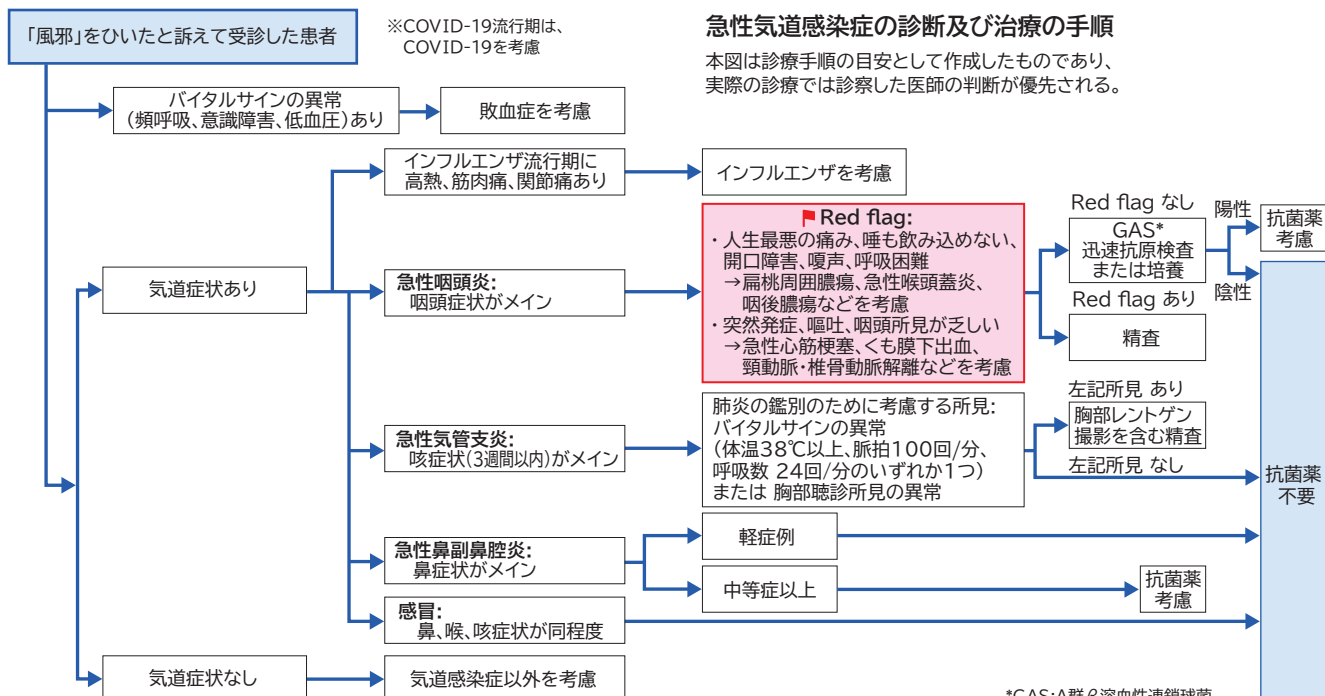 「風邪」をひいたと訴えて受診した患者
※COVID-19流行期は、
COVID-19を考慮
急性気道感染症の診断及び治療の手順
本図は診療手順の目安として作成したものであり、
実際の診療では診察した医師の判断が優先される。
バイタルサインの異常
(頻呼吸、意識障害、低血圧)あり
敗血症を考慮
インフルエンザ流行期に
高熱、筋肉痛、関節痛あり
インフルエンザを考慮
気道症状あり
急性咽頭炎:
咽頭症状がメイン
Red flag:
・人生最悪の痛み、唾も飲み込めない、
開口障害、嗄声、呼吸困難
→扁桃周囲膿瘍、急性喉頭蓋炎、
咽後膿瘍などを考慮
・突然発症、嘔吐、咽頭所見が乏しい
→急性心筋梗塞、くも膜下出血、
頸動脈・椎骨動脈解離などを考慮
Red flag なし
GAS*
迅速抗原検査
または培養
陽性
抗菌薬
考慮
陰性
Red flag あり
精査
急性気管支炎:
咳症状(3週間以内)がメイン
肺炎の鑑別のために考慮する所見:
バイタルサインの異常
(体温38℃以上、脈拍100回/分、
呼吸数 24回/分のいずれか1つ)
または 胸部聴診所見の異常
左記所見 あり
胸部レントゲン
撮影を含む精査
左記所見 なし
抗菌薬
不要
急性鼻副鼻腔炎:
鼻症状がメイン
軽症例
中等症以上
抗菌薬
考慮
感冒:
鼻、喉、咳症状が同程度
気道症状なし
気道感染症以外を考慮
*GAS:A群β溶血性連鎖球菌